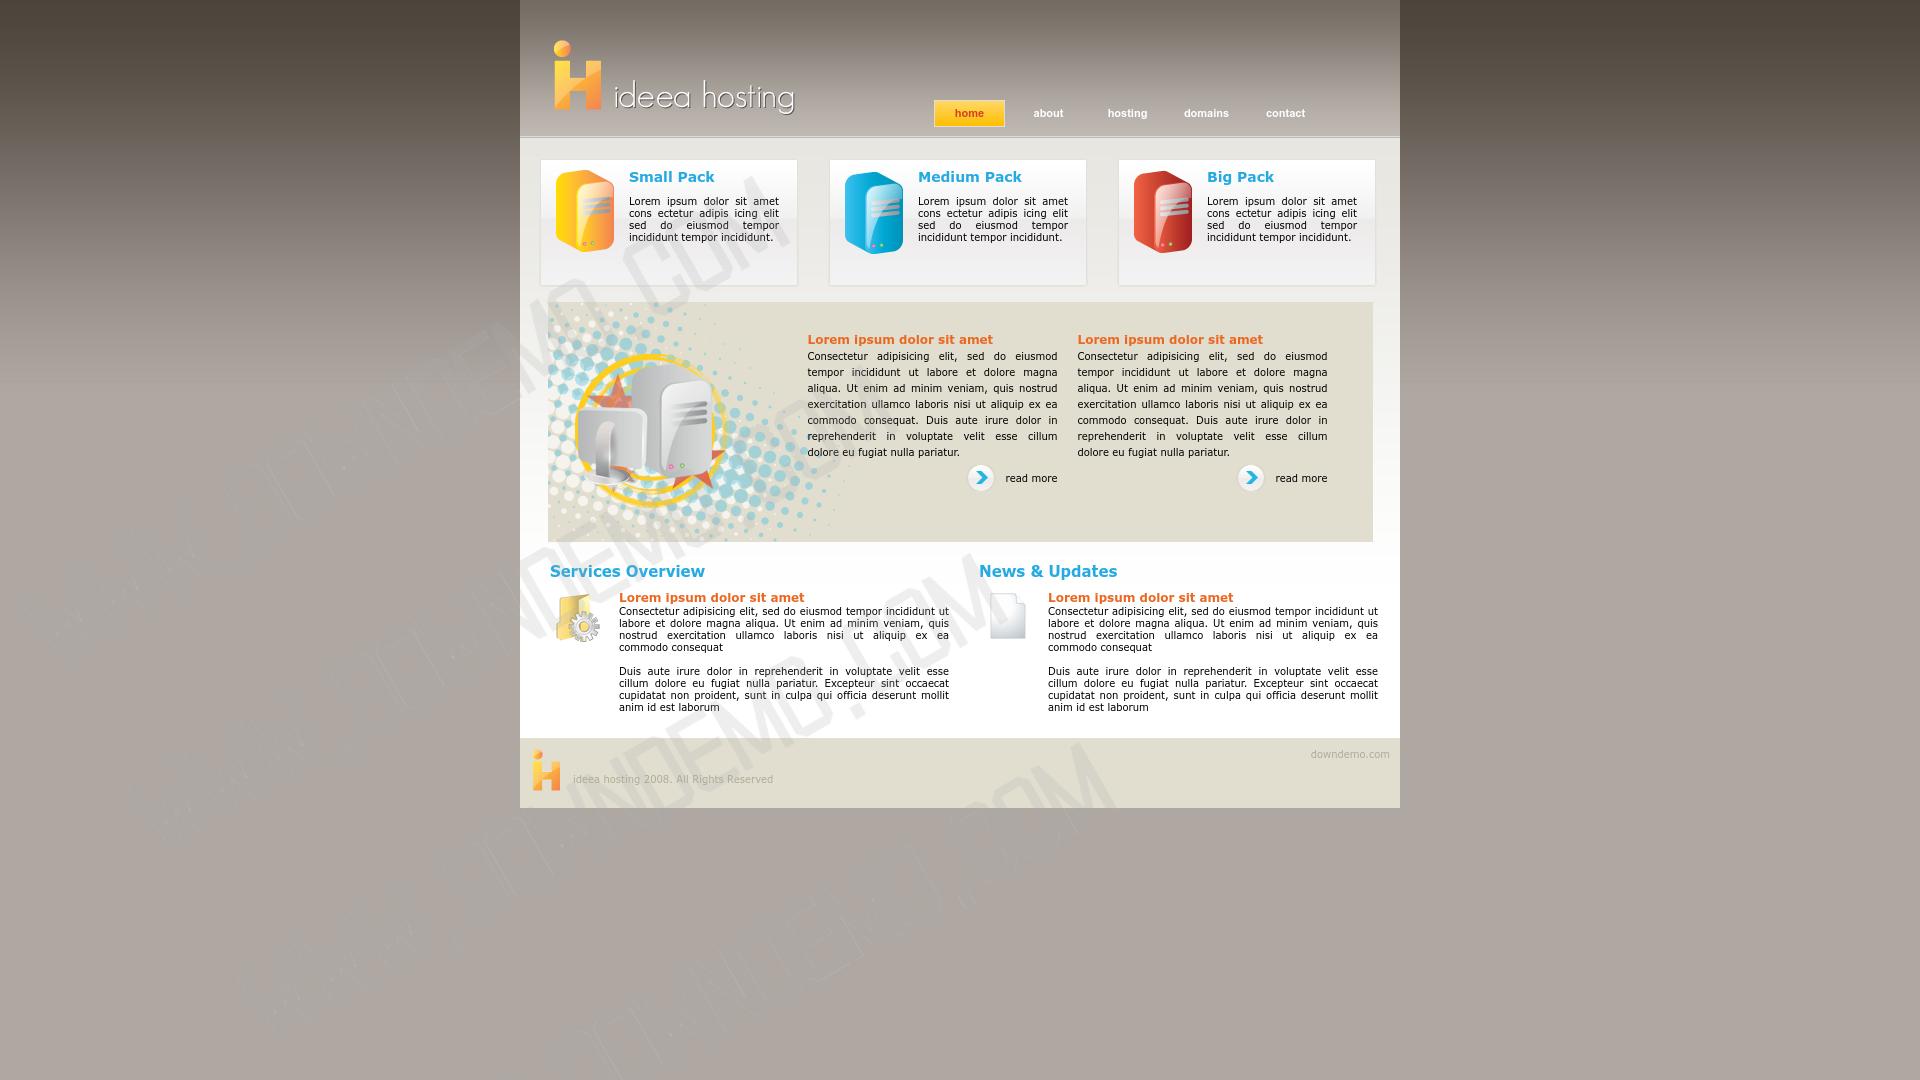 ideea hosting
home about hosting domains contact
Small Pack
Lorem ipsum dolor sit amet
cons ectetur adipis icing elit
sed do eiusmod tempor
incididunt tempor incididunt.
Medium Pack
Lorem ipsum dolor sit amet
cons ectetur adipis icing elit
sed do eiusmod tempor
incididunt tempor incididunt.
Big Pack
Lorem ipsum dolor sit amet
cons ectetur adipis icing elit
sed do eiusmod tempor
incididunt tempor incididunt.
Lorem ipsum dolor sit amet
Consectetur adipisicing elit, sed do eiusmod
tempor incididunt ut labore et dolore magna
aliqua. Ut enim ad minim veniam, quis nostrud
exercitation ullamco laboris nisi ut aliquip ex ea
commodo consequat. Duis aute irure dolor in
reprehenderit in voluptate velit esse cillum
dolore eu fugiat nulla pariatur.
read more
Lorem ipsum dolor sit amet
Consectetur adipisicing elit, sed do eiusmod
tempor incididunt ut labore et dolore magna
aliqua. Ut enim ad minim veniam, quis nostrud
exercitation ullamco laboris nisi ut aliquip ex ea
commodo consequat. Duis aute irure dolor in
reprehenderit in voluptate velit esse cillum
dolore eu fugiat nulla pariatur.
read more
Services Overview
Lorem ipsum dolor sit amet
Consectetur adipisicing elit, sed do eiusmod tempor incididunt ut
labore et dolore magna aliqua. Ut enim ad minim veniam, quis
nostrud exercitation ullamco laboris nisi ut aliquip ex ea
commodo consequat
Duis aute irure dolor in reprehenderit in voluptate velit esse
cillum dolore eu fugiat nulla pariatur. Excepteur sint occaecat
cupidatat non proident, sunt in culpa qui officia deserunt mollit
anim id est laborum
News & Updates
Lorem ipsum dolor sit amet
Consectetur adipisicing elit, sed do eiusmod tempor incididunt ut
labore et dolore magna aliqua. Ut enim ad minim veniam, quis
nostrud exercitation ullamco laboris nisi ut aliquip ex ea
commodo consequat
Duis aute irure dolor in reprehenderit in voluptate velit esse
cillum dolore eu fugiat nulla pariatur. Excepteur sint occaecat
cupidatat non proident, sunt in culpa qui officia deserunt mollit
anim id est laborum
downdemo.com
ideea hosting 2008. All Rights Reserved
WWW.DOWNDEMO.COM
WWW.DOWNDEMO.COM
WWW.DOWNDEMO.COM